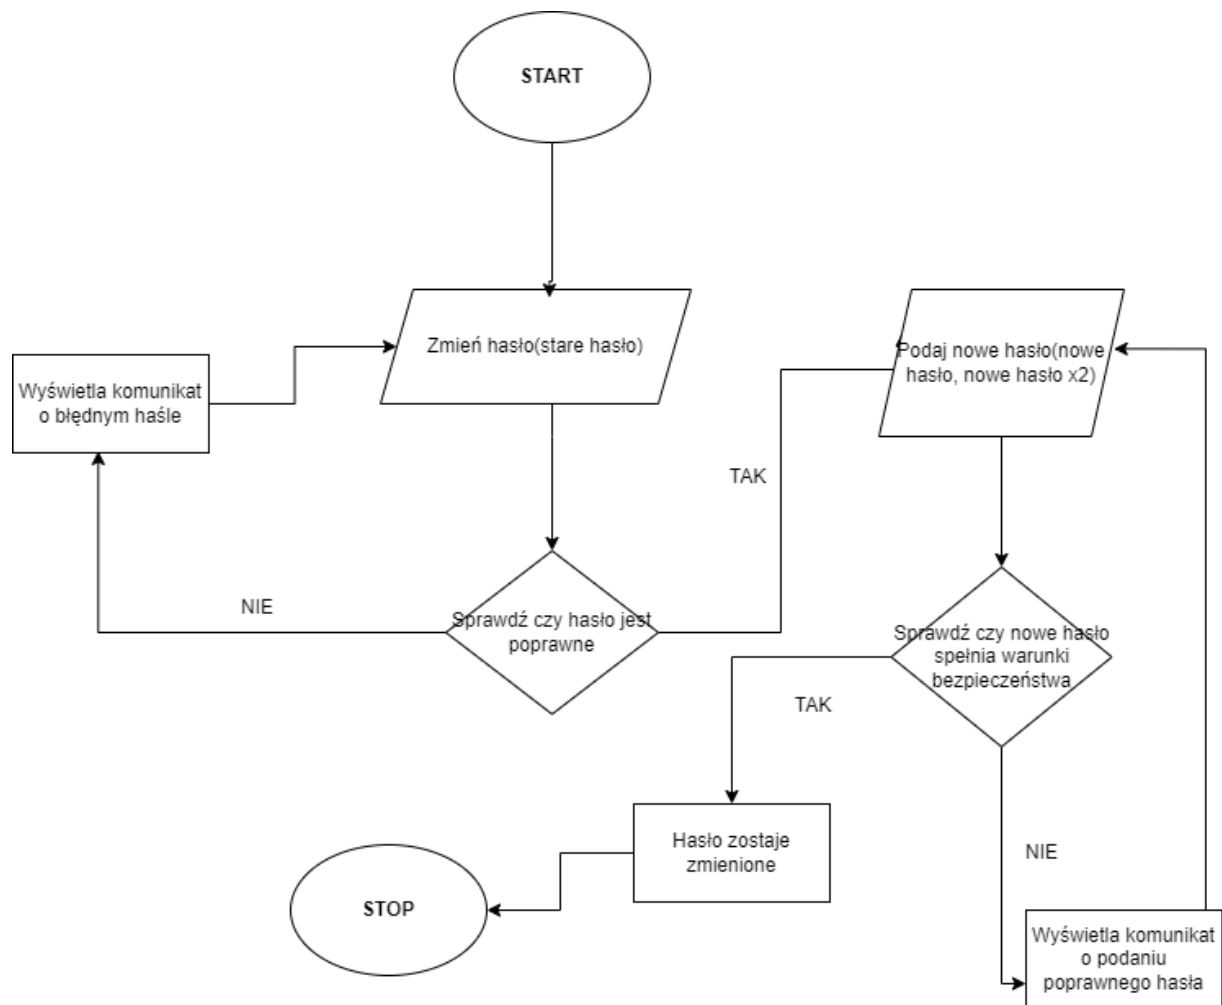 START
Zmień hasło(stare hasło)
Podaj nowe hasło(nowe
hasło, nowe hasło x2)
Wyświetla komunikat
o błędnym haśle
TAK
NIE
Sprawdź czy hasło jest
poprawne
Sprawdź czy nowe hasło
spełnia warunki
bezpieczeństwa
TAK
Hasło zostaje
zmienione
NIE
STOP
Wyświetla komunikat
o podaniu
poprawnego hasła